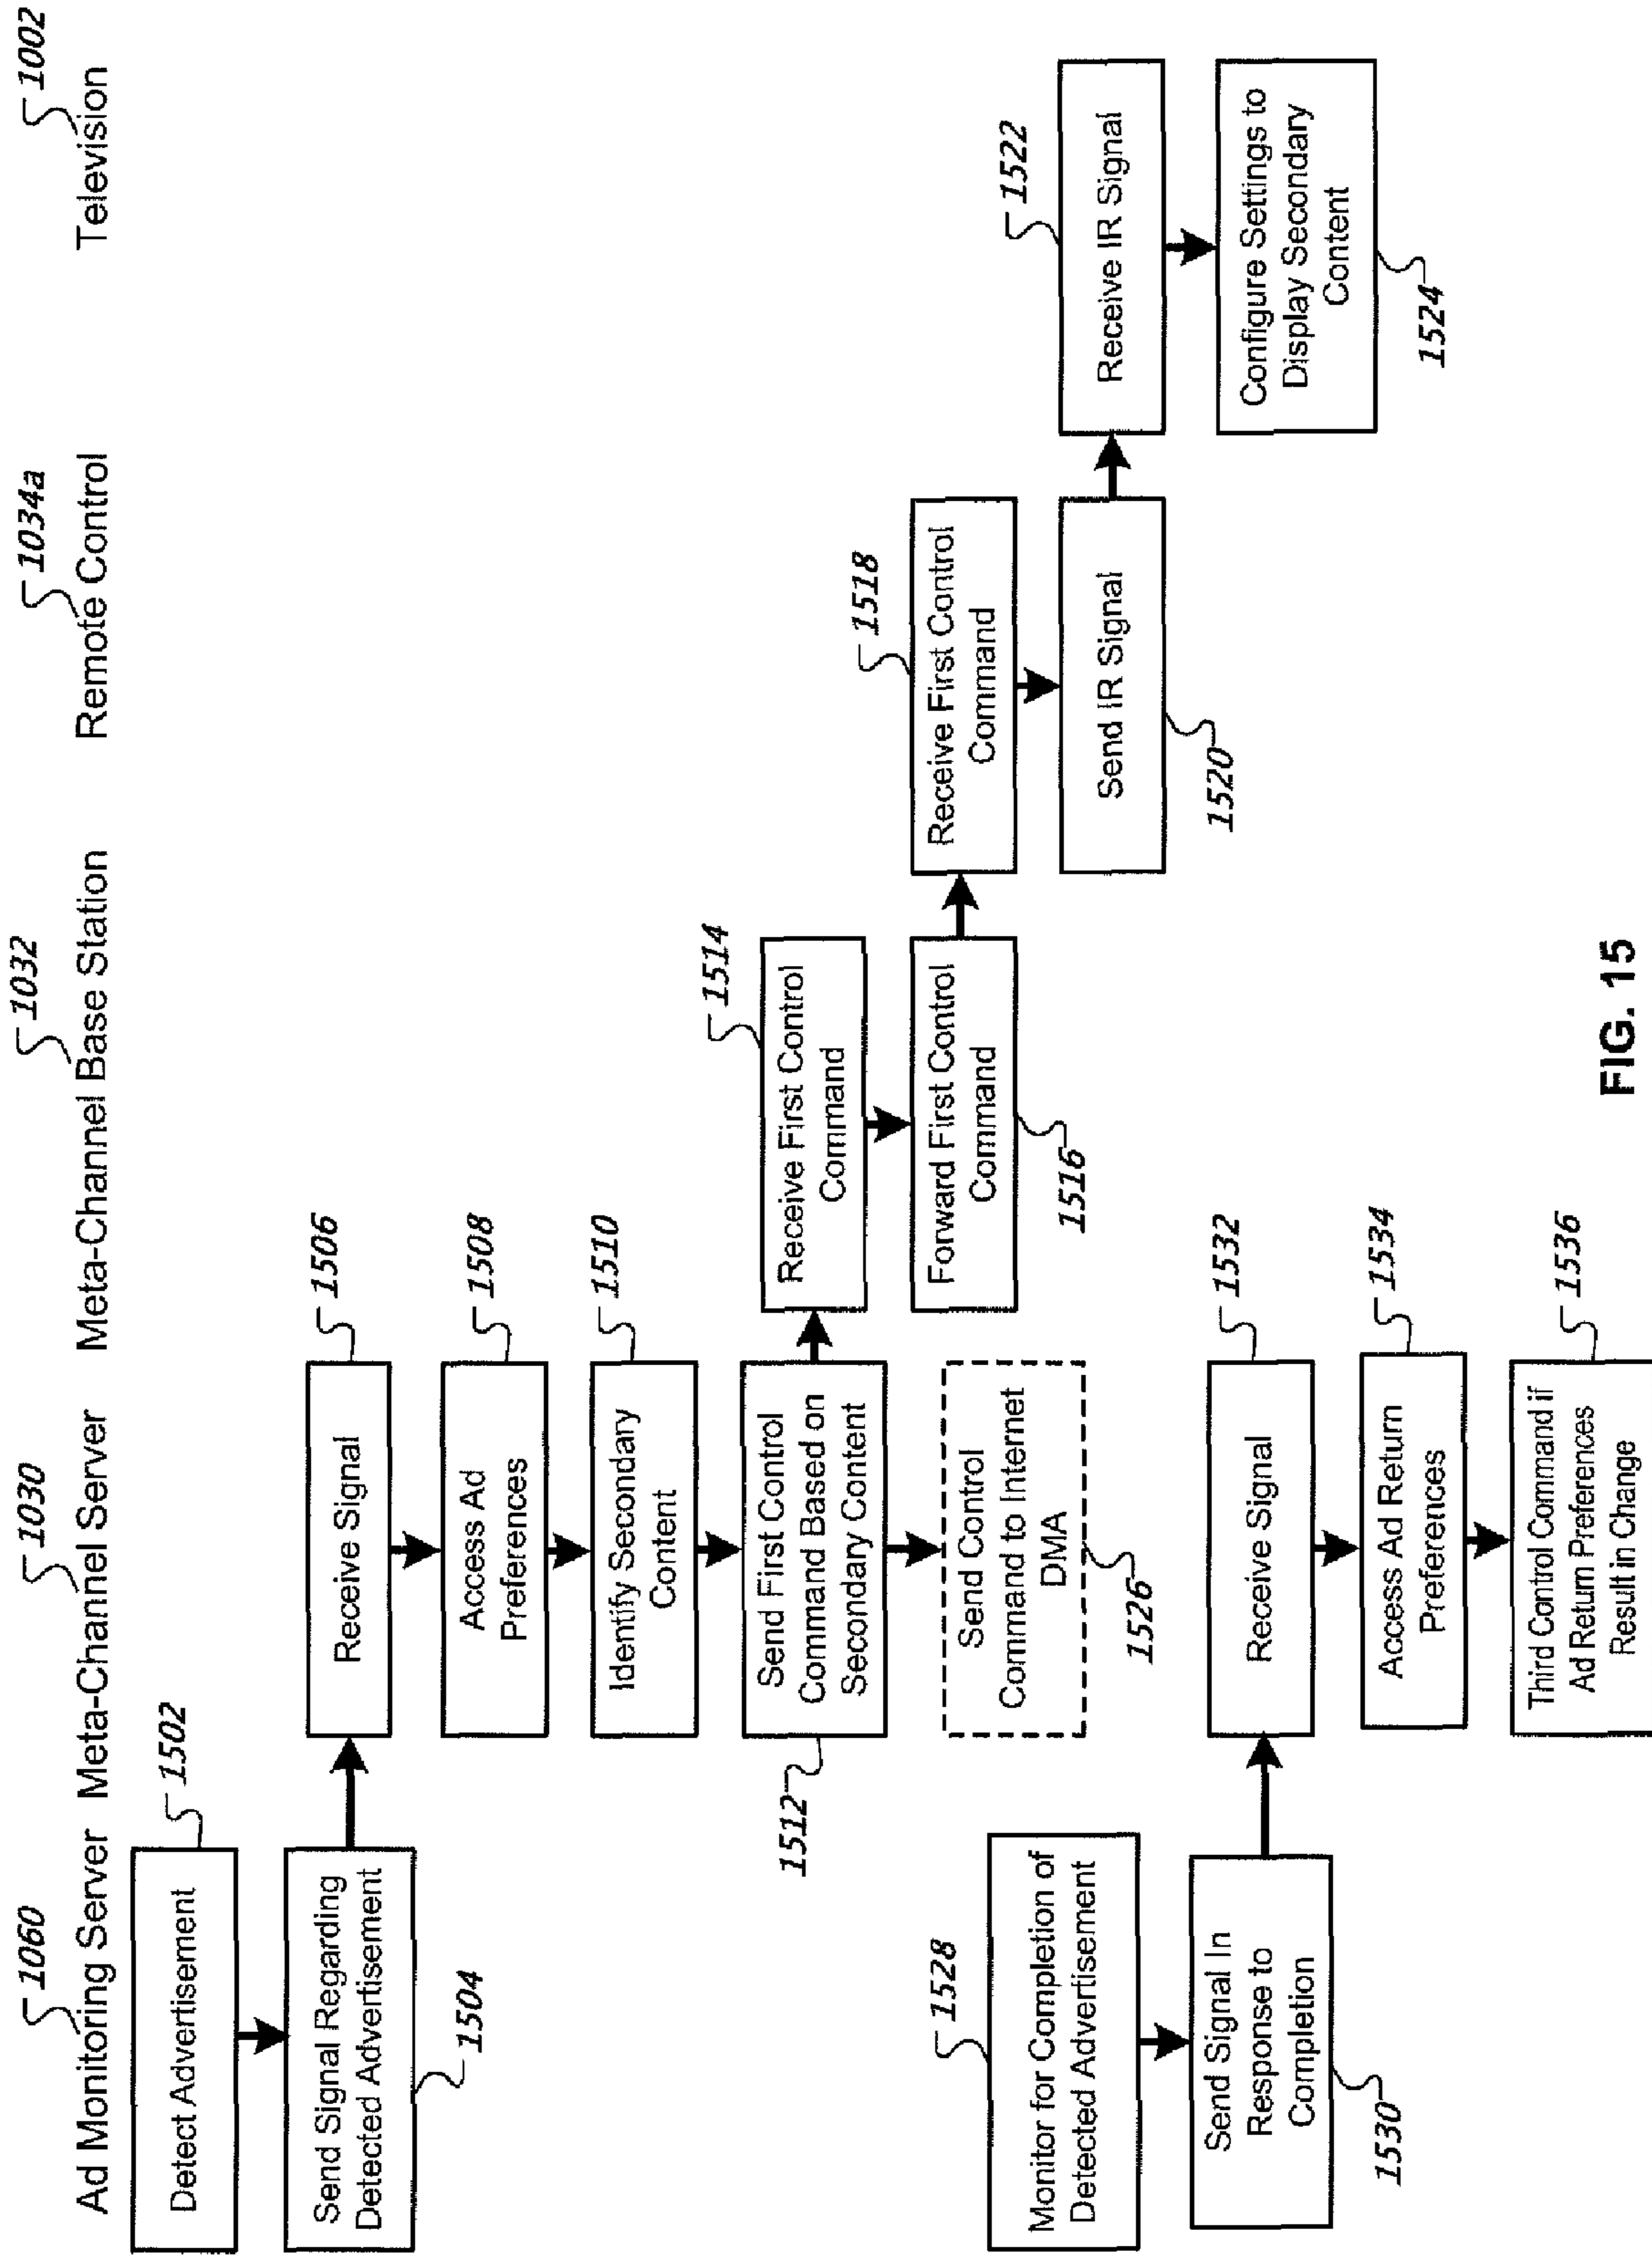 1060
Ad Monitoring Server
1030
Meta-Channel Server
1032
Meta-Channel Base Station
1034a
Remote Control
1002
Television
Detect Advertisement
1502
Send Signal Regarding
Detected Advertisement
1504
Receive Signal
1506
Access Ad
Preferences
1508
Identify Secondary
Content
1510
Send First Control
Command Based on
Secondary Content
1512
Receive First Control
Command
1514
Forward First Control
Command
1516
Receive First Control
Command
1518
Send IR Signal
1520
Receive IR Signal
1522
Configure Settings to
Display Secondary
Content
1524
Send Control
Command to Internet
DMA
1526
Monitor for Completion of
Detected Advertisement
1528
Send Signal In
Response to
Completion
1530
Receive Signal
1532
Access Ad Return
Preferences
1534
Third Control Command if
Ad Return Preferences
Result in Change
1536
FIG. 15